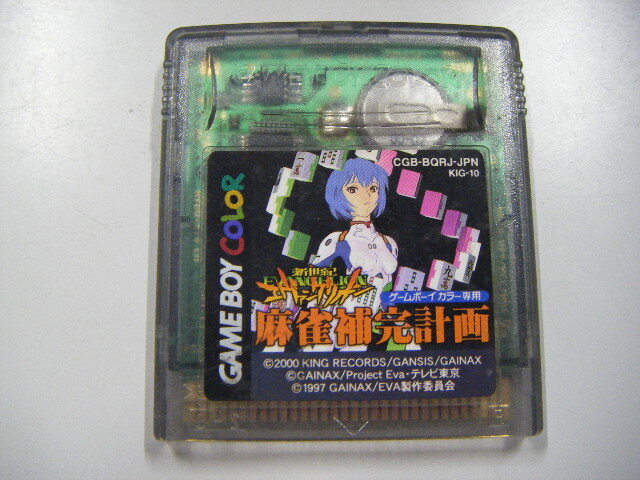 CGB-BQRJ-JPN
KIG-10
GAME BOY COLOR
新世紀
EVANGELION
エヴァンゲリオン
ゲームボーイカラー専用
麻雀補完計画
©2000 KING RECORDS/GANSIS/GAINAX
©GAINAX/Project Eva・テレビ東京
©1997 GAINAX/EVA製作委員会